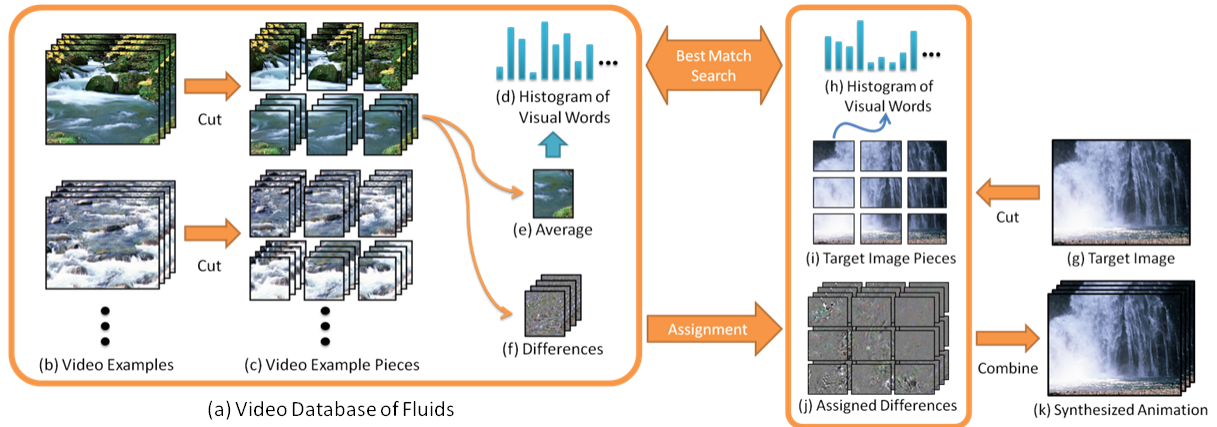 Cut
Cut
(b) Video Examples
(c) Video Example Pieces
(d) Histogram of
Visual Words
(e) Average
(f) Differences
(a) Video Database of Fluids
Best Match
Search
Assignment
(h) Histogram of
Visual Words
(i) Target Image Pieces
(j) Assigned Differences
Cut
(g) Target Image
Combine
(k) Synthesized Animation